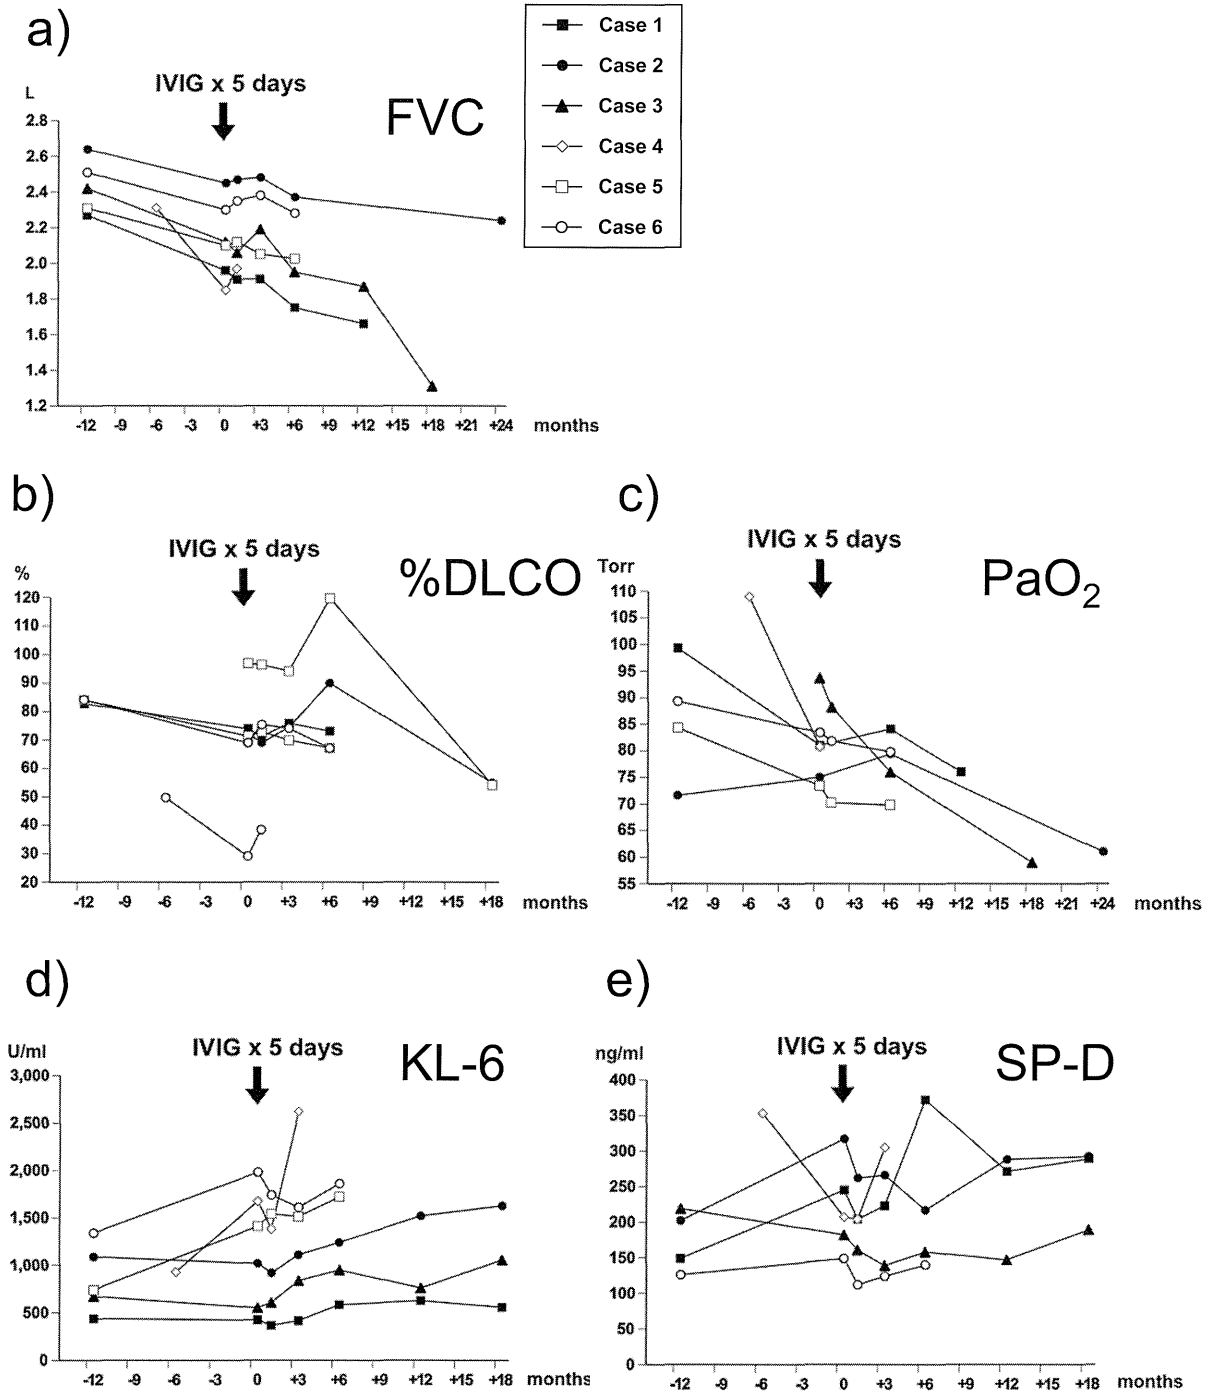 a)
Case 1
Case 2
Case 3
Case 4
Case 5
Case 6
IVIG x 5 days
FVC
L
2.8
2.6
2.4
2.2
2.0
1.8
1.6
1.4
1.2
-12 -9 -6 -3 0 +3 +6 +9 +12 +15 +18 +21 +24 months
b)
IVIG x 5 days
%DLCO
%
120
110
100
90
80
70
60
50
40
30
20
-12 -9 -6 -3 0 +3 +6 +9 +12 +15 +18 months
c)
IVIG x 5 days
PaO2
Torr
110
105
100
95
90
85
80
75
70
65
60
55
-12 -9 -6 -3 0 +3 +6 +9 +12 +15 +18 +21 +24 months
d)
IVIG x 5 days
KL-6
U/ml
3,000
2,500
2,000
1,500
1,000
500
0
-12 -9 -6 -3 0 +3 +6 +9 +12 +15 +18 months
e)
IVIG x 5 days
SP-D
ng/ml
400
350
300
250
200
150
100
50
0
-12 -9 -6 -3 0 +3 +6 +9 +12 +15 +18 months